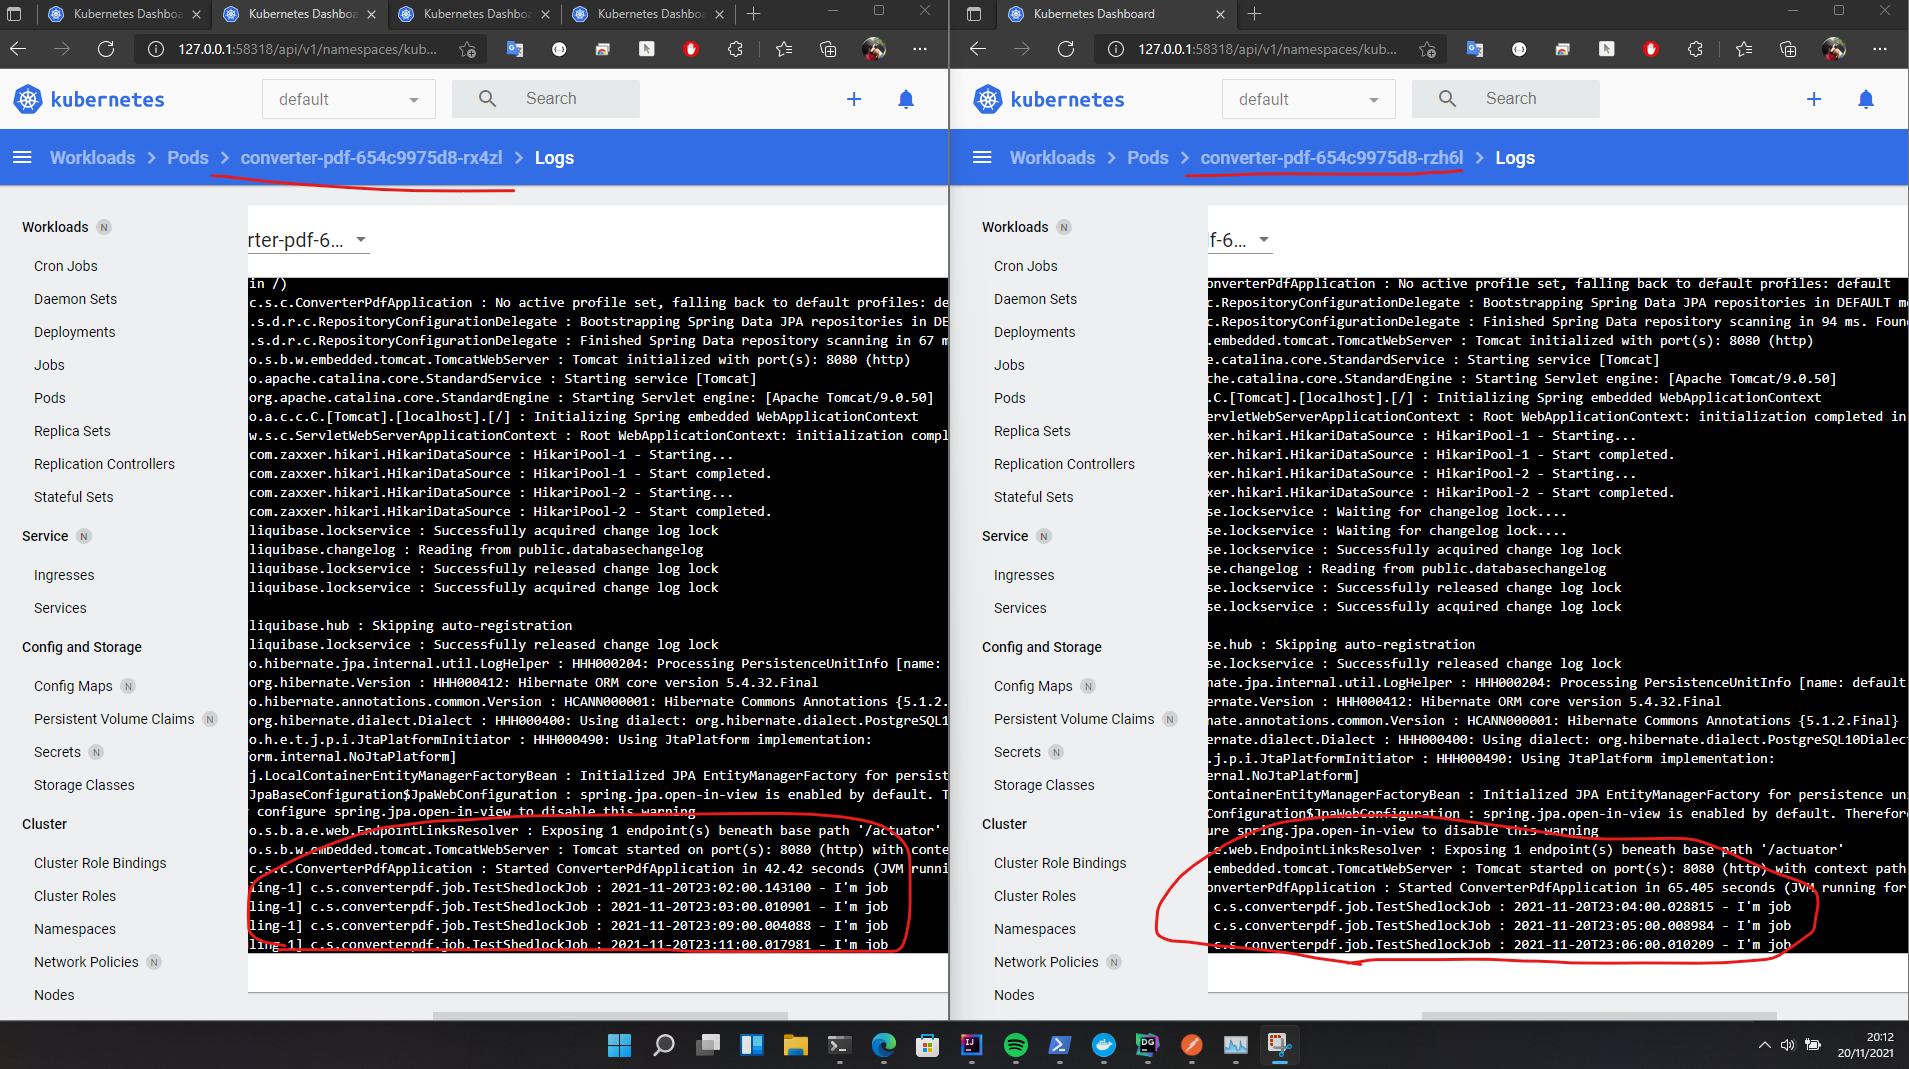 Kubernetes Dashbo
Kubernetes Dashbo
Kubernetes Dashbo
Kubernetes Dashbo
127.0.0.1:58318/api/v1/namespaces/kub...
kubernetes
default
Search
Workloads
Pods
converter-pdf-654c9975d8-rx4zl
Logs
Workloads N
Cron Jobs
Daemon Sets
Deployments
Jobs
Pods
Replica Sets
Replication Controllers
Stateful Sets
Service N
Ingresses
Services
Config and Storage
Config Maps N
Persistent Volume Claims N
Secrets N
Storage Classes
Cluster
Cluster Role Bindings
Cluster Roles
Namespaces
Network Policies N
Nodes
rter-pdf-6...
in /)
c.s.c.ConverterPdfApplication : No active profile set, falling back to default profiles: de
.s.d.r.c.RepositoryConfigurationDelegate : Bootstrapping Spring Data JPA repositories in DE
.s.d.r.c.RepositoryConfigurationDelegate : Finished Spring Data repository scanning in 67 m
o.s.b.w.embedded.tomcat.TomcatWebServer : Tomcat initialized with port(s): 8080 (http)
o.apache.catalina.core.StandardService : Starting service [Tomcat]
org.apache.catalina.core.StandardEngine : Starting Servlet engine: [Apache Tomcat/9.0.50]
o.a.c.c.C.[Tomcat].[localhost].[/] : Initializing Spring embedded WebApplicationContext
w.s.c.ServletWebServerApplicationContext : Root WebApplicationContext: initialization compl
com.zaxxer.hikari.HikariDataSource : HikariPool-1 - Starting...
com.zaxxer.hikari.HikariDataSource : HikariPool-1 - Start completed.
com.zaxxer.hikari.HikariDataSource : HikariPool-2 - Starting...
com.zaxxer.hikari.HikariDataSource : HikariPool-2 - Start completed.
liquibase.lockservice : Successfully acquired change log lock
liquibase.changelog : Reading from public.databasechangelog
liquibase.lockservice : Successfully released change log lock
liquibase.lockservice : Successfully acquired change log lock
liquibase.hub : Skipping auto-registration
liquibase.lockservice : Successfully released change log lock
o.hibernate.jpa.internal.util.LogHelper : HHH000204: Processing PersistenceUnitInfo [name:
org.hibernate.Version : HHH000412: Hibernate ORM core version 5.4.32.Final
o.hibernate.annotations.common.Version : HCANN000001: Hibernate Commons Annotations {5.1.2.
org.hibernate.dialect.Dialect : HHH000400: Using dialect: org.hibernate.dialect.PostgreSQL1
o.h.e.t.j.p.i.JtaPlatformInitiator : HHH000490: Using JtaPlatform implementation:
orm.internal.NoJtaPlatform]
j.LocalContainerEntityManagerFactoryBean : Initialized JPA EntityManagerFactory for persist
JpaBaseConfiguration$JpaWebConfiguration : spring.jpa.open-in-view is enabled by default. T
configure spring.jpa.open-in-view to disable this warning
o.s.b.a.e.web.EndpointLinksResolver : Exposing 1 endpoint(s) beneath base path '/actuator'
o.s.b.w.embedded.tomcat.TomcatWebServer : Tomcat started on port(s): 8080 (http) with conte
c.s.c.ConverterPdfApplication : Started ConverterPdfApplication in 42.42 seconds (JVM runni
ling-1] c.s.converterpdf.job.TestShedlockJob : 2021-11-20T23:02:00.143100 - I'm job
ling-1] c.s.converterpdf.job.TestShedlockJob : 2021-11-20T23:03:00.010901 - I'm job
ling-1] c.s.converterpdf.job.TestShedlockJob : 2021-11-20T23:09:00.004088 - I'm job
ling-1] c.s.converterpdf.job.TestShedlockJob : 2021-11-20T23:11:00.017981 - I'm job
Kubernetes Dashboard
127.0.0.1:58318/api/v1/namespaces/kub...
kubernetes
default
Search
Workloads
Pods
converter-pdf-654c9975d8-rzh6l
Logs
Workloads N
Cron Jobs
Daemon Sets
Deployments
Jobs
Pods
Replica Sets
Replication Controllers
Stateful Sets
Service N
Ingresses
Services
Config and Storage
Config Maps N
Persistent Volume Claims N
Secrets N
Storage Classes
Cluster
Cluster Role Bindings
Cluster Roles
Namespaces
Network Policies N
Nodes
lf-6...
onverterPdfApplication : No active profile set, falling back to default profiles: default
c.RepositoryConfigurationDelegate : Bootstrapping Spring Data JPA repositories in DEFAULT m
c.RepositoryConfigurationDelegate : Finished Spring Data repository scanning in 94 ms. Foun
.embedded.tomcat.TomcatWebServer : Tomcat initialized with port(s): 8080 (http)
e.catalina.core.StandardService : Starting service [Tomcat]
che.catalina.core.StandardEngine : Starting Servlet engine: [Apache Tomcat/9.0.50]
.C.[Tomcat].[localhost].[/] : Initializing Spring embedded WebApplicationContext
ervletWebServerApplicationContext : Root WebApplicationContext: initialization completed in
xer.hikari.HikariDataSource : HikariPool-1 - Starting...
xer.hikari.HikariDataSource : HikariPool-1 - Start completed.
xer.hikari.HikariDataSource : HikariPool-2 - Starting...
xer.hikari.HikariDataSource : HikariPool-2 - Start completed.
se.lockservice : Waiting for changelog lock....
se.lockservice : Waiting for changelog lock....
se.lockservice : Successfully acquired change log lock
se.changelog : Reading from public.databasechangelog
se.lockservice : Successfully released change log lock
se.lockservice : Successfully acquired change log lock
se.hub : Skipping auto-registration
se.lockservice : Successfully released change log lock
nate.jpa.internal.util.LogHelper : HHH000204: Processing PersistenceUnitInfo [name: default
ernate.Version : HHH000412: Hibernate ORM core version 5.4.32.Final
nate.annotations.common.Version : HCANN000001: Hibernate Commons Annotations {5.1.2.Final}
ernate.dialect.Dialect : HHH000400: Using dialect: org.hibernate.dialect.PostgreSQL10Dialect
.j.p.i.JtaPlatformInitiator : HHH000490: Using JtaPlatform implementation:
ernal.NoJtaPlatform]
ContainerEntityManagerFactoryBean : Initialized JPA EntityManagerFactory for persistence un
Configuration$JpaWebConfiguration : spring.jpa.open-in-view is enabled by default. Therefor
ure spring.jpa.open-in-view to disable this warning
e.web.EndpointLinksResolver : Exposing 1 endpoint(s) beneath base path '/actuator'
.embedded.tomcat.TomcatWebServer : Tomcat started on port(s): 8080 (http) with context path
onverterPdfApplication : Started ConverterPdfApplication in 65.405 seconds (JVM running for
c.s.converterpdf.job.TestShedlockJob : 2021-11-20T23:04:00.028815 - I'm job
c.s.converterpdf.job.TestShedlockJob : 2021-11-20T23:05:00.008984 - I'm job
c.s.converterpdf.job.TestShedlockJob : 2021-11-20T23:06:00.010209 - I'm job
20:12
20/11/2021